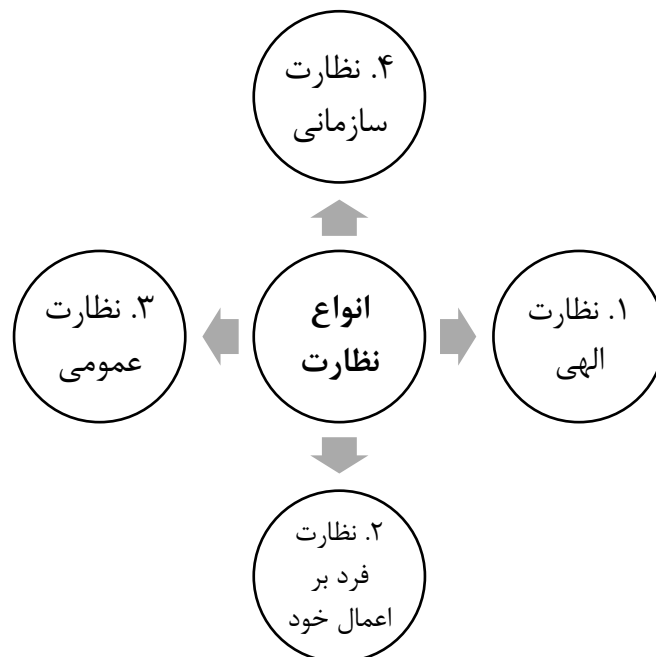 ۴. نظارت
سازمانی
انواع
نظارت
۱. نظارت
الهی
۳. نظارت
عمومی
۲. نظارت
فرد بر
اعمال خود